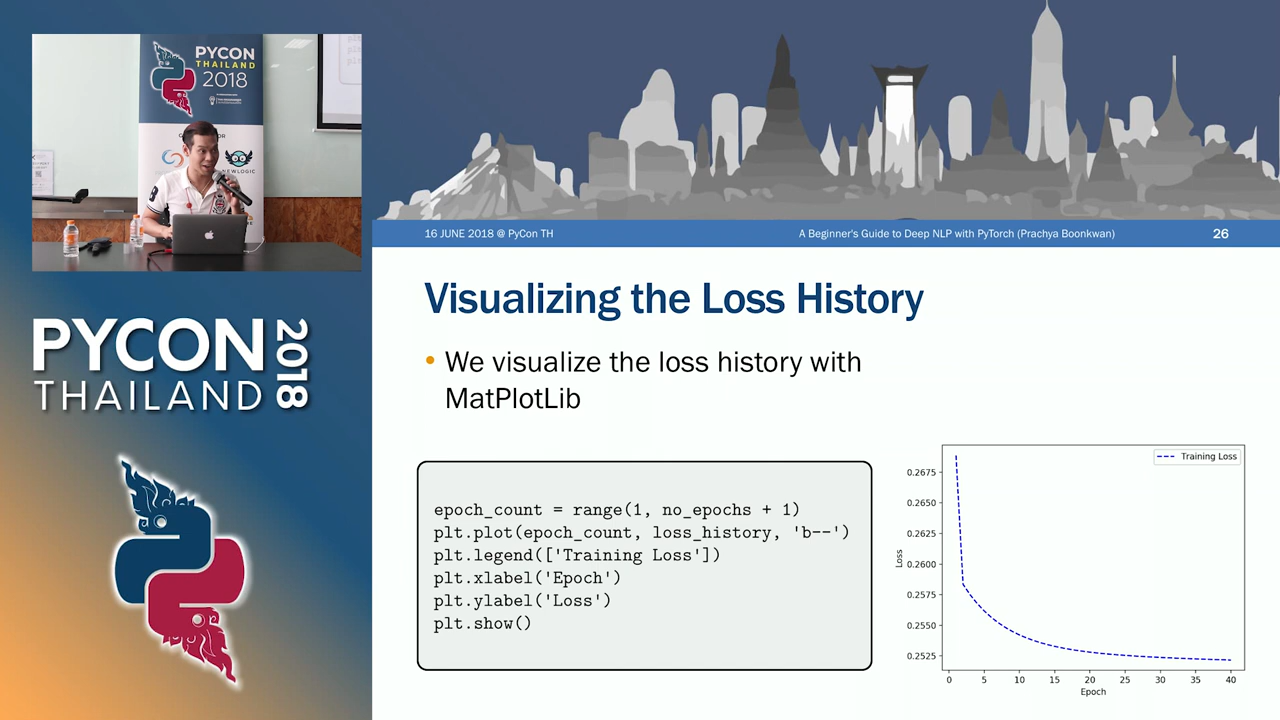 PYCON
THAILAND
2018
NEWLOGIC
PYCON
THAILAND
2018
16 JUNE 2018 @ PyCon TH
A Beginner's Guide to Deep NLP with PyTorch (Prachya Boonkwan)
26
Visualizing the Loss History
• We visualize the loss history with
MatPlotLib
epoch_count = range(1, no_epochs + 1)
plt.plot(epoch_count, loss_history, 'b--')
plt.legend(['Training Loss'])
plt.xlabel('Epoch')
plt.ylabel('Loss')
plt.show()
Training Loss
0.2675
0.2650
0.2625
0.2600
0.2575
0.2550
0.2525
Loss
0 5 10 15 20 25 30 35 40
Epoch